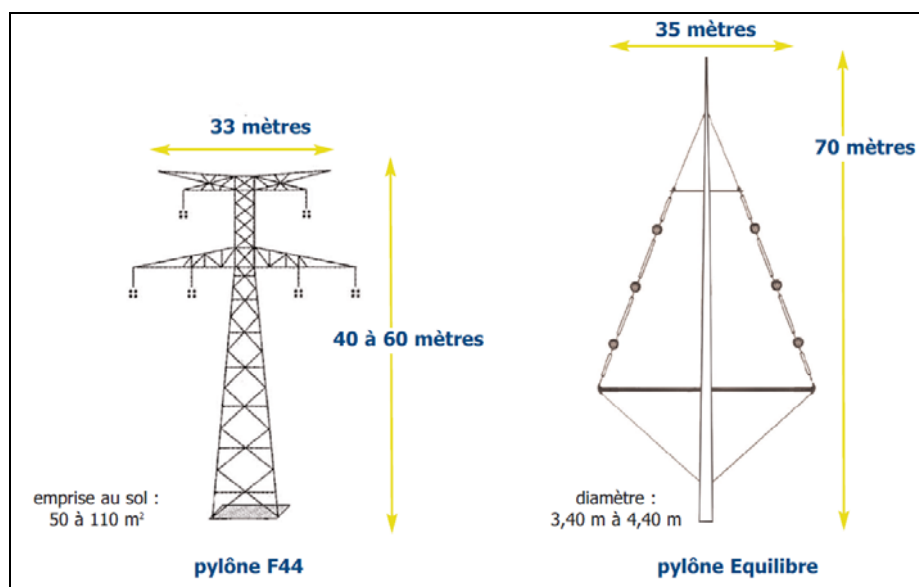 35 mètres
33 mètres
70 mètres
40 à 60 mètres
emprise au sol :
50 à 110 m²
diamètre :
3,40 m à 4,40 m
pylône F44
pylône Equilibre